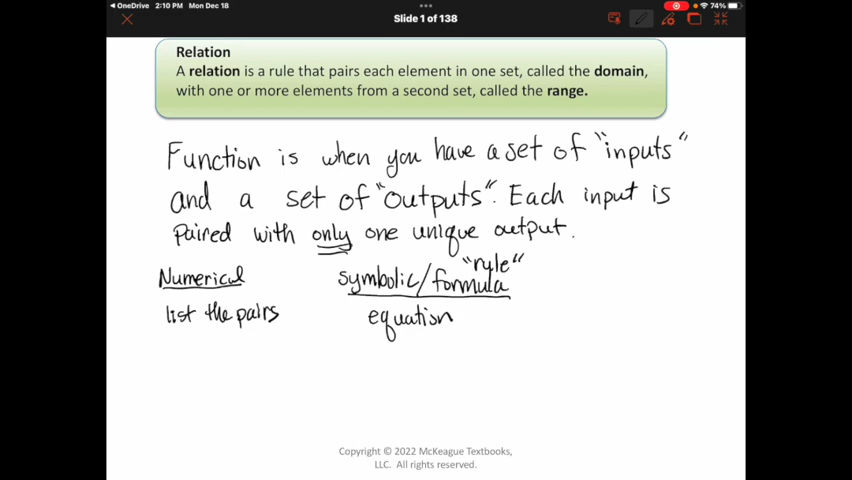 ◀ OneDrive 2:10 PM Mon Dec 18
74%
Slide 1 of 138
Relation
A relation is a rule that pairs each element in one set, called the domain,
with one or more elements from a second set, called the range.
Function is when you have a set of "inputs"
and a set of "outputs". Each input is
paired with only one unique output.
"rule"
Numerical symbolic/formula
list the pairs equation
Copyright © 2022 McKeague Textbooks,
LLC. All rights reserved.